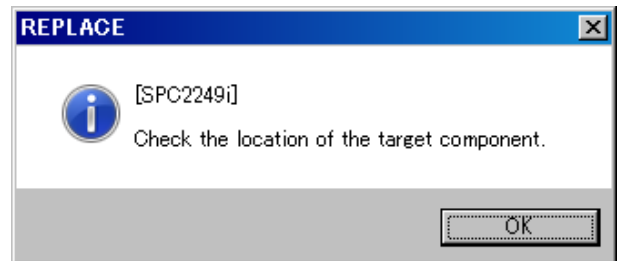 REPLACE
[SPC2249i]
Check the location of the target component.
OK